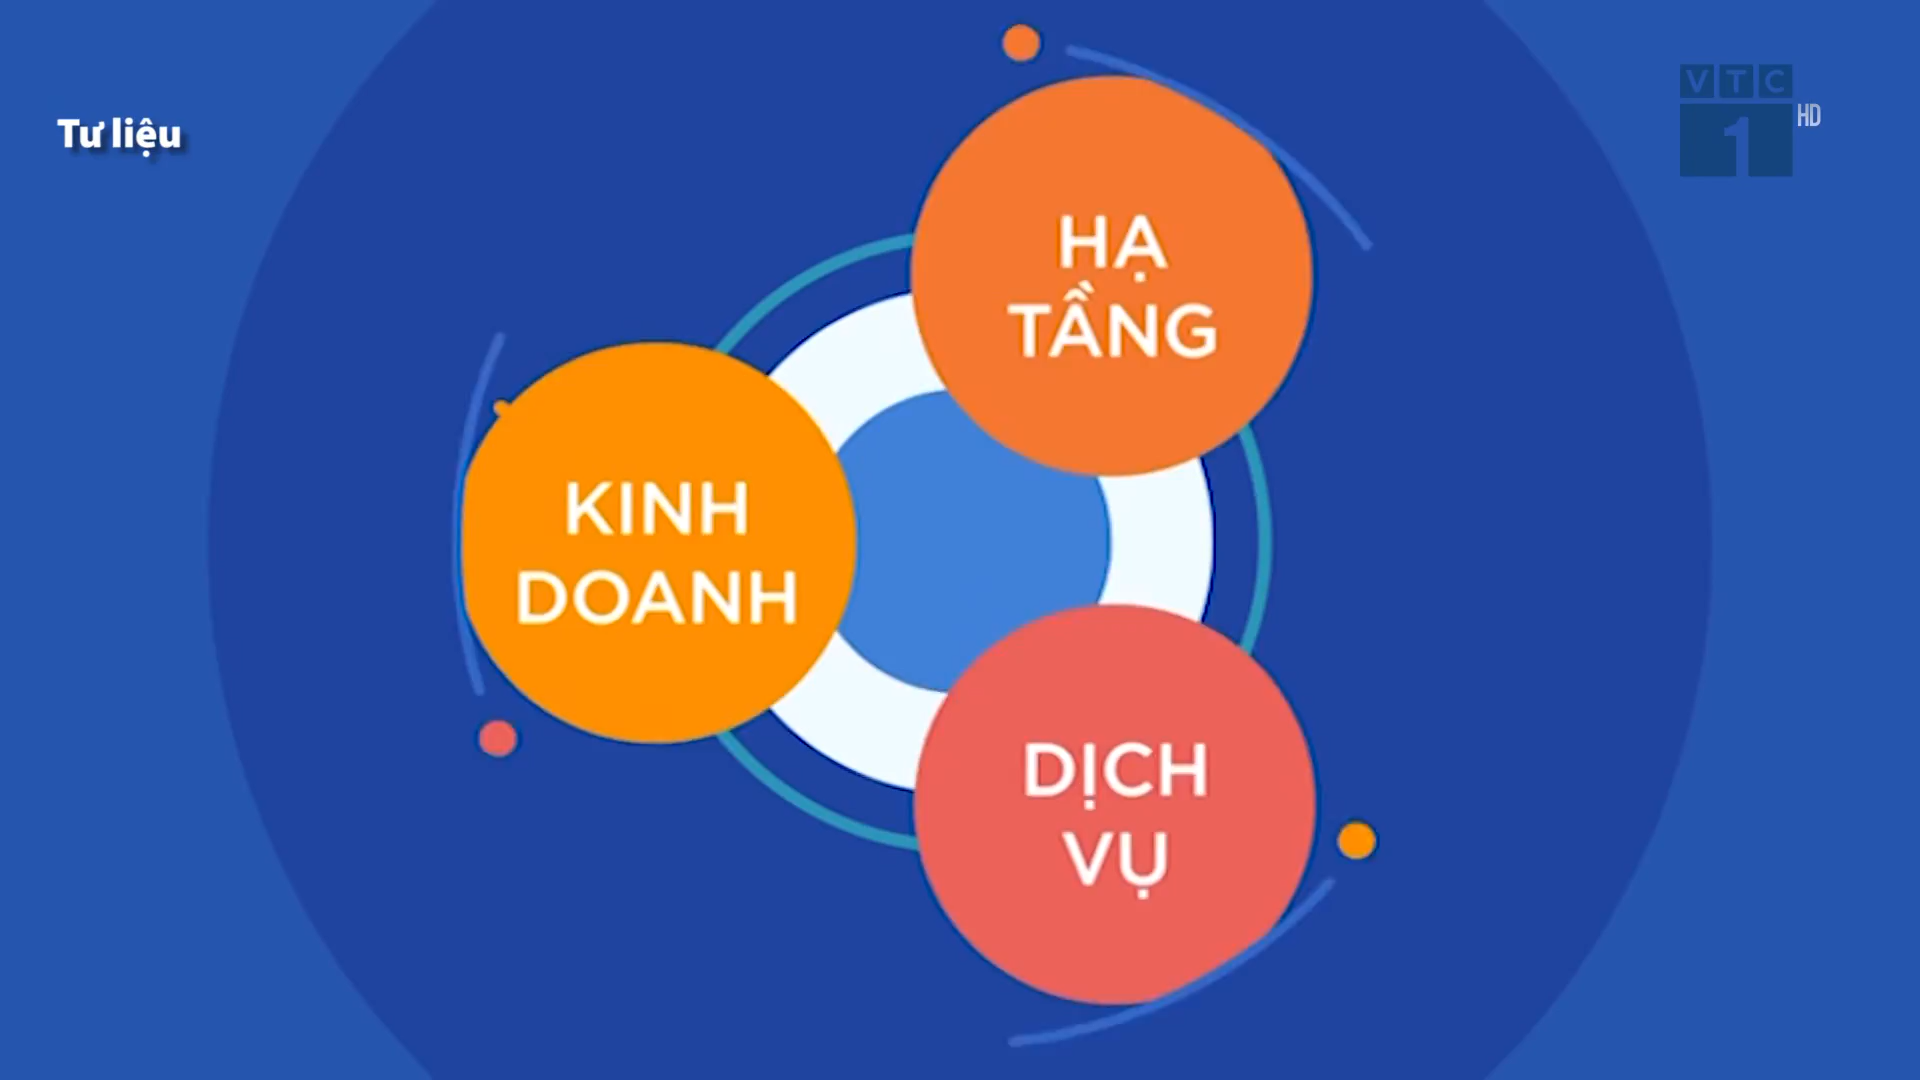 Tư liệu
VTC
1 HD
HẠ
TẦNG
KINH
DOANH
DỊCH
VỤ